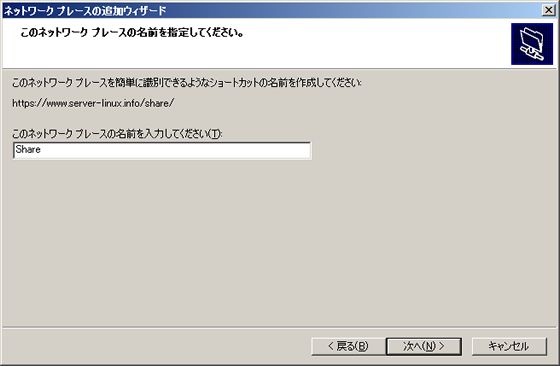 ネットワーク プレースの追加ウィザード
このネットワーク プレースの名前を指定してください。
このネットワーク プレースを簡単に識別できるようなショートカットの名前を作成してください:
https://www.server-linux.info/share/
このネットワーク プレースの名前を入力してください(T):
Share
< 戻る(B)
次へ(N) >
キャンセル